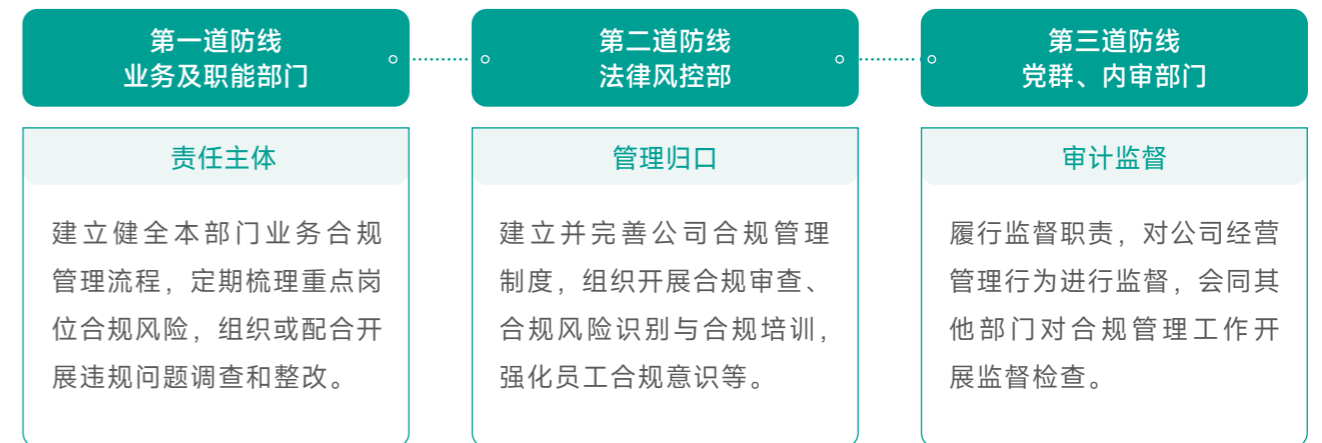 第一道防线
业务及职能部门
责任主体
建立健全本部门业务合规
管理流程，定期梳理重点岗
位合规风险，组织或配合开
展违规问题调查和整改。
第二道防线
法律风控部
管理归口
建立并完善公司合规管理
制度，组织开展合规审查、
合规风险识别与合规培训，
强化员工合规意识等。
第三道防线
党群、内审部门
审计监督
履行监督职责，对公司经营
管理行为进行监督，会同其
他部门对合规管理工作开
展监督检查。